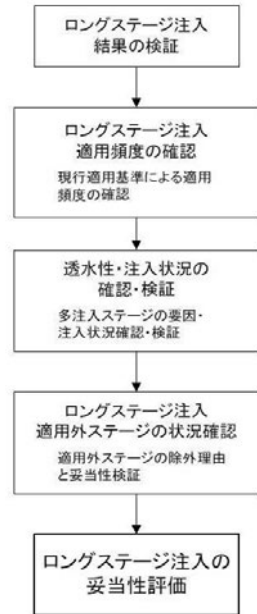 ロングステージ注入
結果の検証
ロングステージ注入
適用頻度の確認
現行適用基準による適用
頻度の確認
透水性・注入状況の
確認・検証
多注入ステージの要因・
注入状況確認・検証
ロングステージ注入
適用外ステージの状況確認
適用外ステージの除外理由
と妥当性検証
ロングステージ注入の
妥当性評価